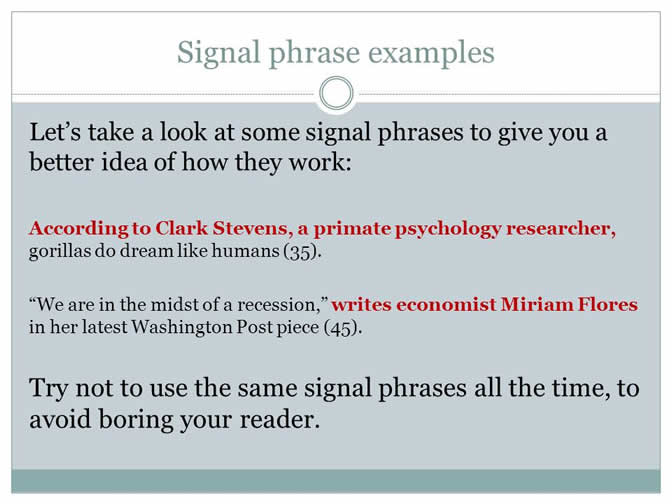 Signal phrase examples
Let’s take a look at some signal phrases to give you a
better idea of how they work:
According to Clark Stevens, a primate psychology researcher,
gorillas do dream like humans (35).
“We are in the midst of a recession,” writes economist Miriam Flores
in her latest Washington Post piece (45).
Try not to use the same signal phrases all the time, to
avoid boring your reader.